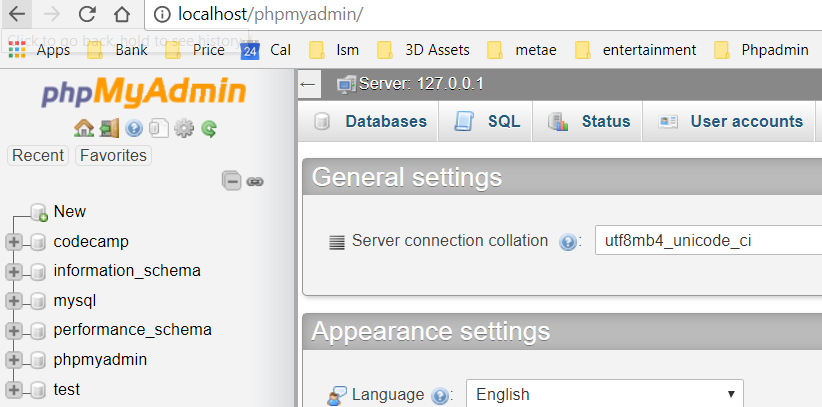 localhost/phpmyadmin/
Click to go back, hold to see history
Apps Bank Price 24 Cal Ism 3D Assets metae entertainment Phpadmin
phpMyAdmin
Server: 127.0.0.1
Databases SQL Status User accounts
Recent Favorites
General settings
New
Server connection collation : utf8mb4_unicode_ci
codecamp
information_schema
mysql
performance_schema
Appearance settings
phpmyadmin
test
Language : English